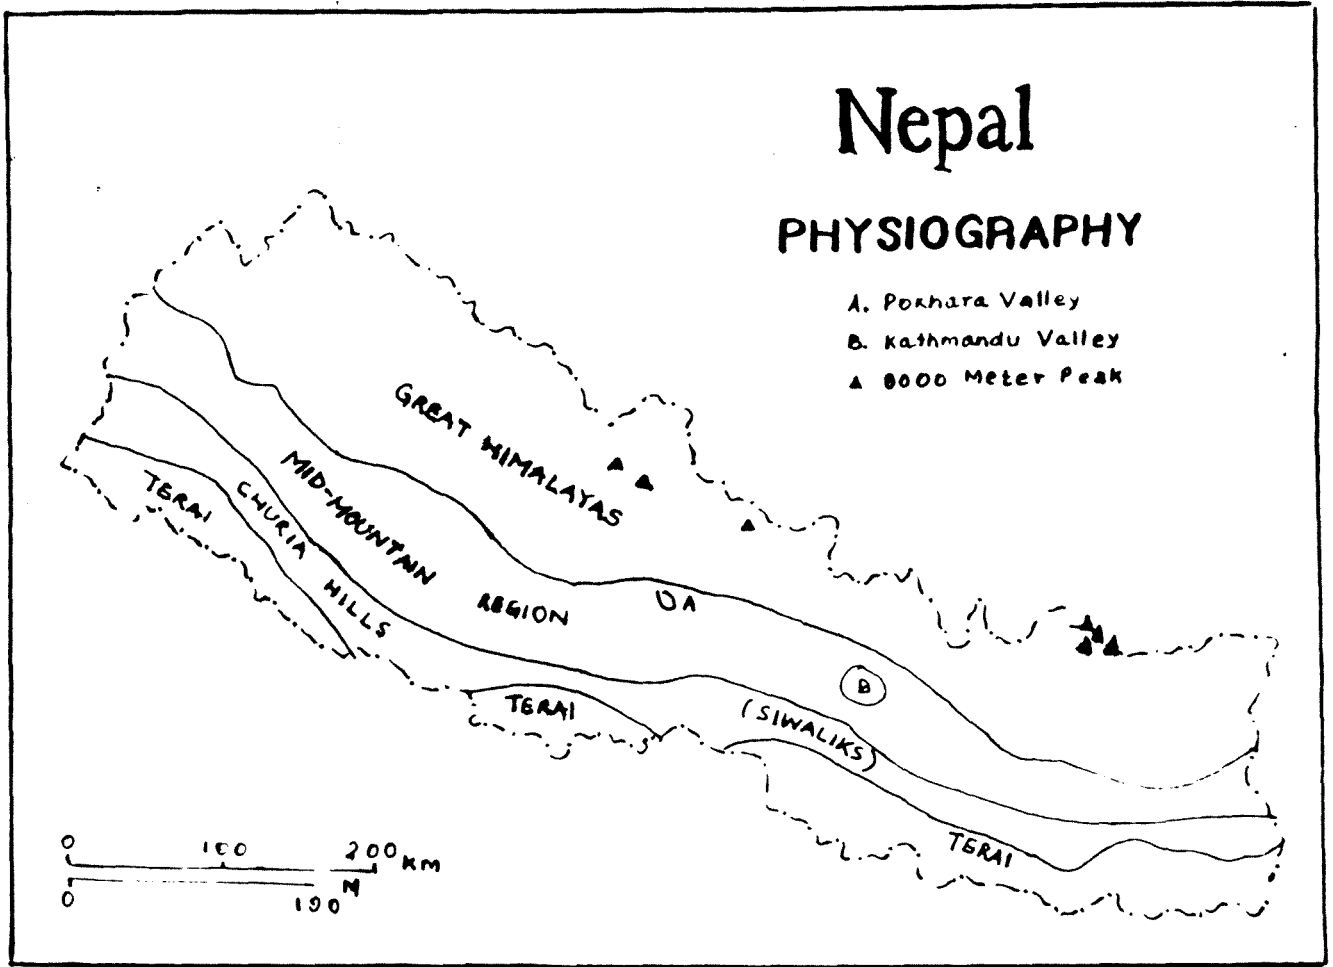 Nepal
PHYSIOGRAPHY
A. Pokhara Valley
B. Kathmandu Valley
▲ 8000 Meter Peak
GREAT HIMALAYAS
MID-MOUNTAIN REGION
CHURIA HILLS
(SIWALIKS)
TERAI
TERAI
TERAI
A
B
0 100 200 KM
0 100 M